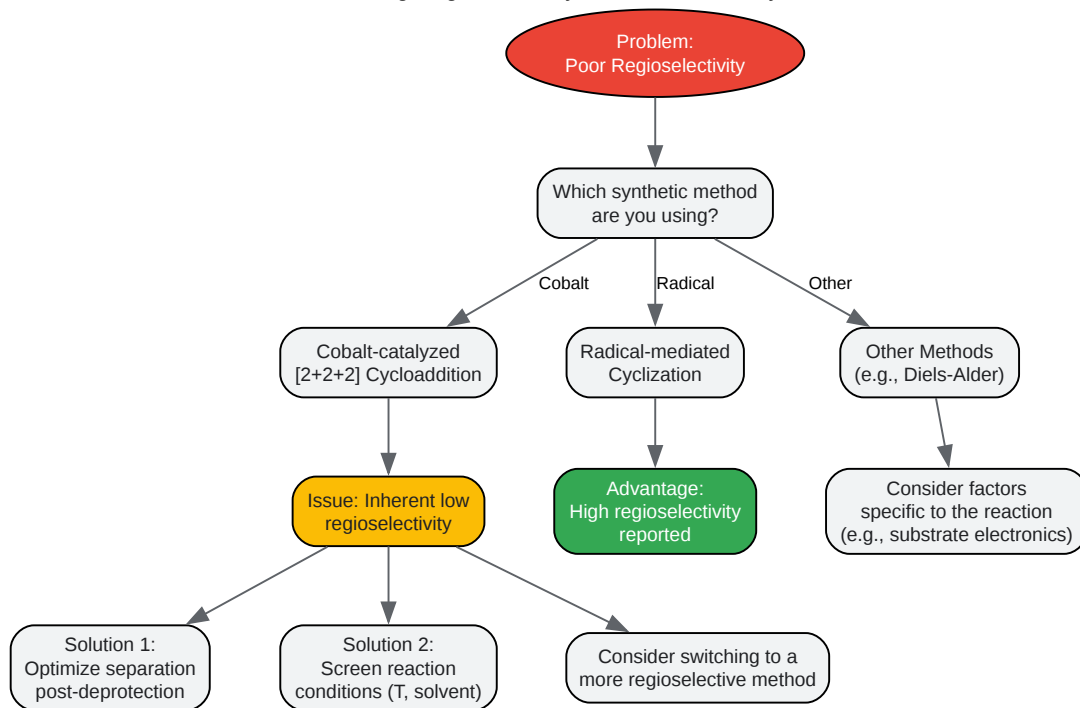 Problem:
Poor Regioselectivity
Which synthetic method
are you using?
Cobalt
Radical
Other
Cobalt-catalyzed
[2+2+2] Cycloaddition
Radical-mediated
Cyclization
Other Methods
(e.g., Diels-Alder)
Issue: Inherent low
regioselectivity
Advantage:
High regioselectivity
reported
Consider factors
specific to the reaction
(e.g., substrate electronics)
Solution 1:
Optimize separation
post-deprotection
Solution 2:
Screen reaction
conditions (T, solvent)
Consider switching to a
more regioselective method